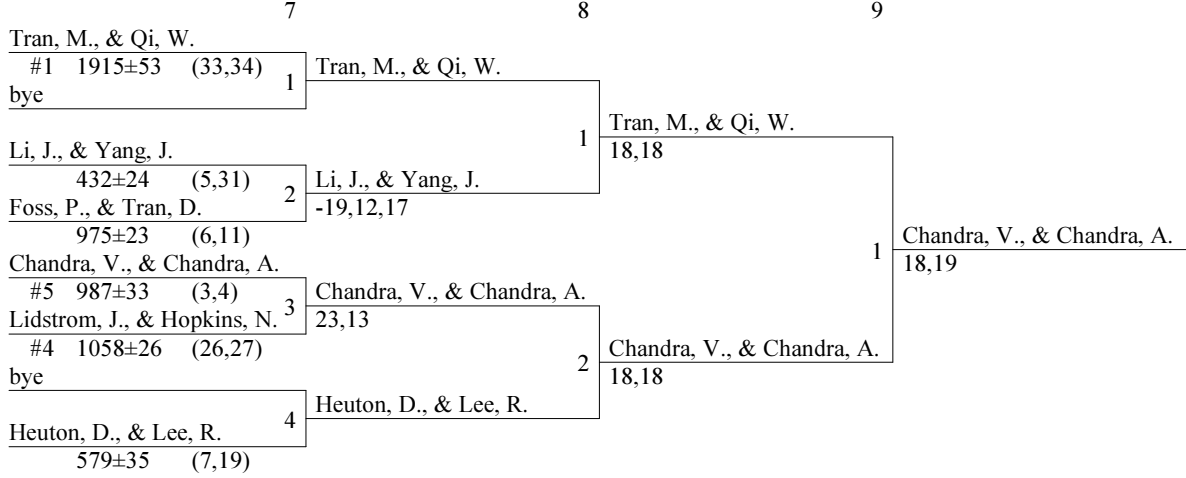 7 8 9
Tran, M., & Qi, W.
#1 1915±53 (33,34)
1
Tran, M., & Qi, W.
bye
1
Tran, M., & Qi, W.
18,18
Li, J., & Yang, J.
432±24 (5,31)
2
Li, J., & Yang, J.
-19,12,17
Foss, P., & Tran, D.
975±23 (6,11)
1
Chandra, V., & Chandra, A.
18,19
Chandra, V., & Chandra, A.
#5 987±33 (3,4)
3
Chandra, V., & Chandra, A.
23,13
Lidstrom, J., & Hopkins, N.
#4 1058±26 (26,27)
2
Chandra, V., & Chandra, A.
18,18
bye
4
Heuton, D., & Lee, R.
Heuton, D., & Lee, R.
579±35 (7,19)